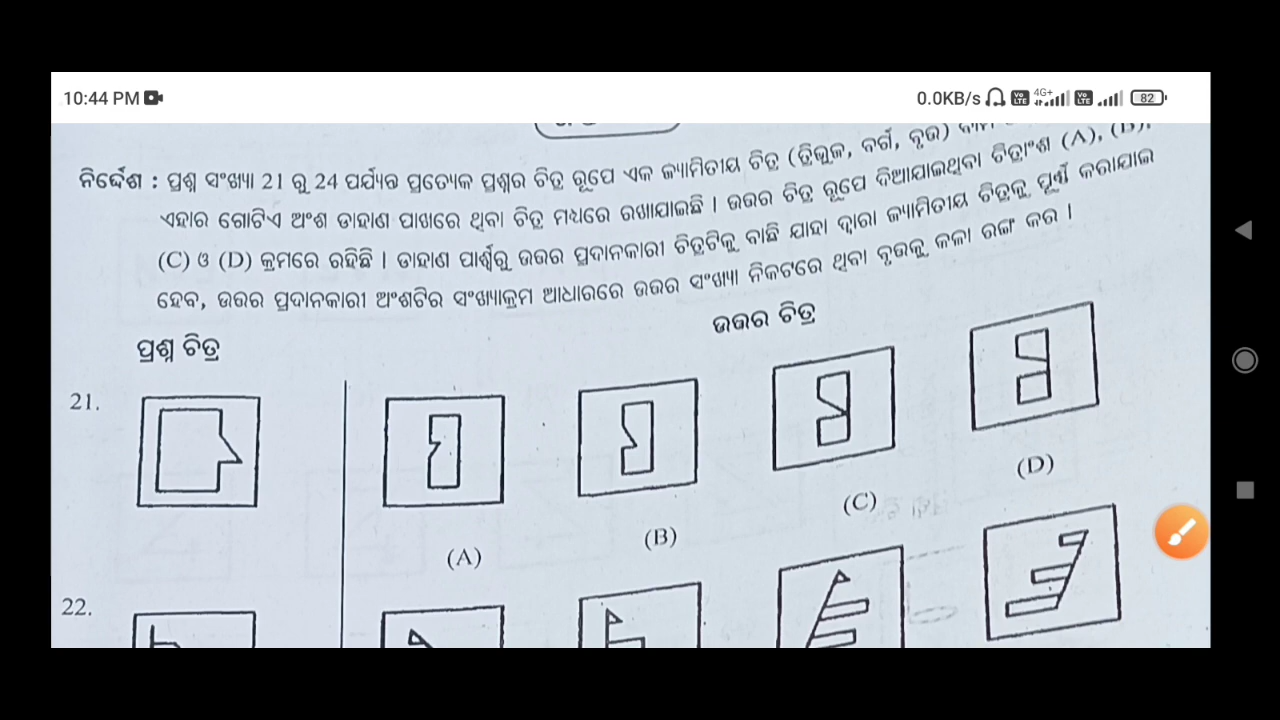 10:44 PM
0.0KB/s 4G+ 82
ନିର୍ଦ୍ଦେଶ : ପ୍ରଶ୍ନ ସଂଖ୍ୟା 21 ରୁ 24 ପର୍ଯ୍ୟନ୍ତ ପ୍ରତ୍ୟେକ ପ୍ରଶ୍ନର ଚିତ୍ର ରୂପେ ଏକ ଜ୍ୟାମିତୀୟ ଚିତ୍ର (ତ୍ରିଭୁଜ, ବର୍ଗ, ବୃତ୍ତ)
ଏହାର ଗୋଟିଏ ଅଂଶ ଡାହାଣ ପାଖରେ ଥିବା ଚିତ୍ର ମଧ୍ୟରେ ରଖାଯାଇଛି । ଉତ୍ତର ଚିତ୍ର ରୂପେ ଦିଆଯାଇଥିବା ଚିତ୍ରାଂଶ (A), (B),
(C) ଓ (D) କ୍ରମରେ ରହିଛି । ଡାହାଣ ପାର୍ଶ୍ୱରୁ ଉତ୍ତର ପ୍ରଦାନକାରୀ ଚିତ୍ରଟିକୁ ବାଛି ଯାହା ଦ୍ୱାରା ଜ୍ୟାମିତୀୟ ଚିତ୍ରକୁ ପୂର୍ଣ୍ଣ କରାଯାଇ
ହେବ, ଉତ୍ତର ପ୍ରଦାନକାରୀ ଅଂଶଟିର ସଂଖ୍ୟାକ୍ରମ ଆଧାରରେ ଉତ୍ତର ସଂଖ୍ୟା ନିକଟରେ ଥିବା ବୃତ୍ତକୁ କଳା ରଙ୍ଗ କର ।
ପ୍ରଶ୍ନ ଚିତ୍ର
ଉତ୍ତର ଚିତ୍ର
21.
(A)
(B)
(C)
(D)
22.